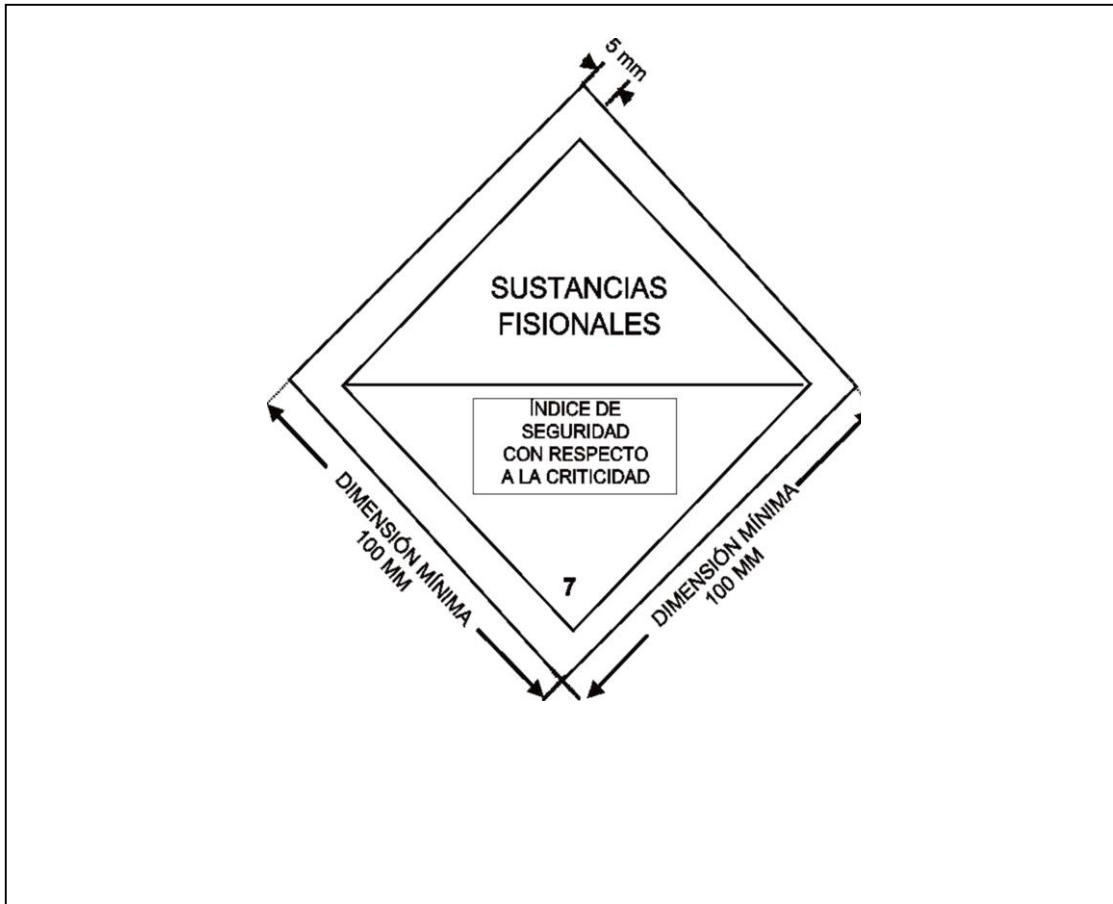 5 mm
SUSTANCIAS
FISIONALES
ÍNDICE DE
SEGURIDAD
CON RESPECTO
A LA CRITICIDAD
7
DIMENSIÓN MÍNIMA
100 MM
DIMENSIÓN MÍNIMA
100 MM